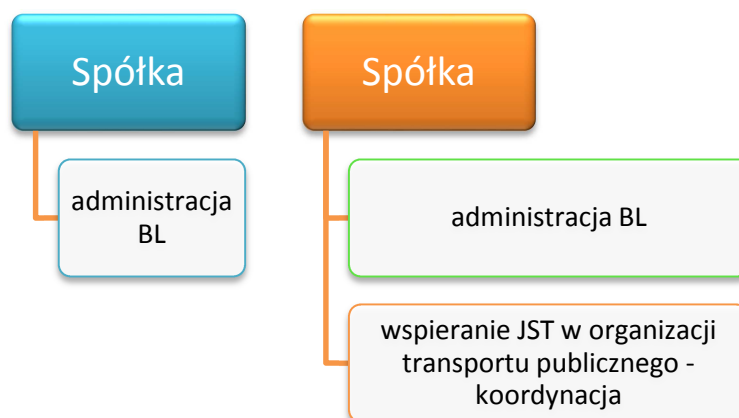 Spółka
administracja
BL
Spółka
administracja BL
wspieranie JST w organizacji
transportu publicznego -
koordynacja